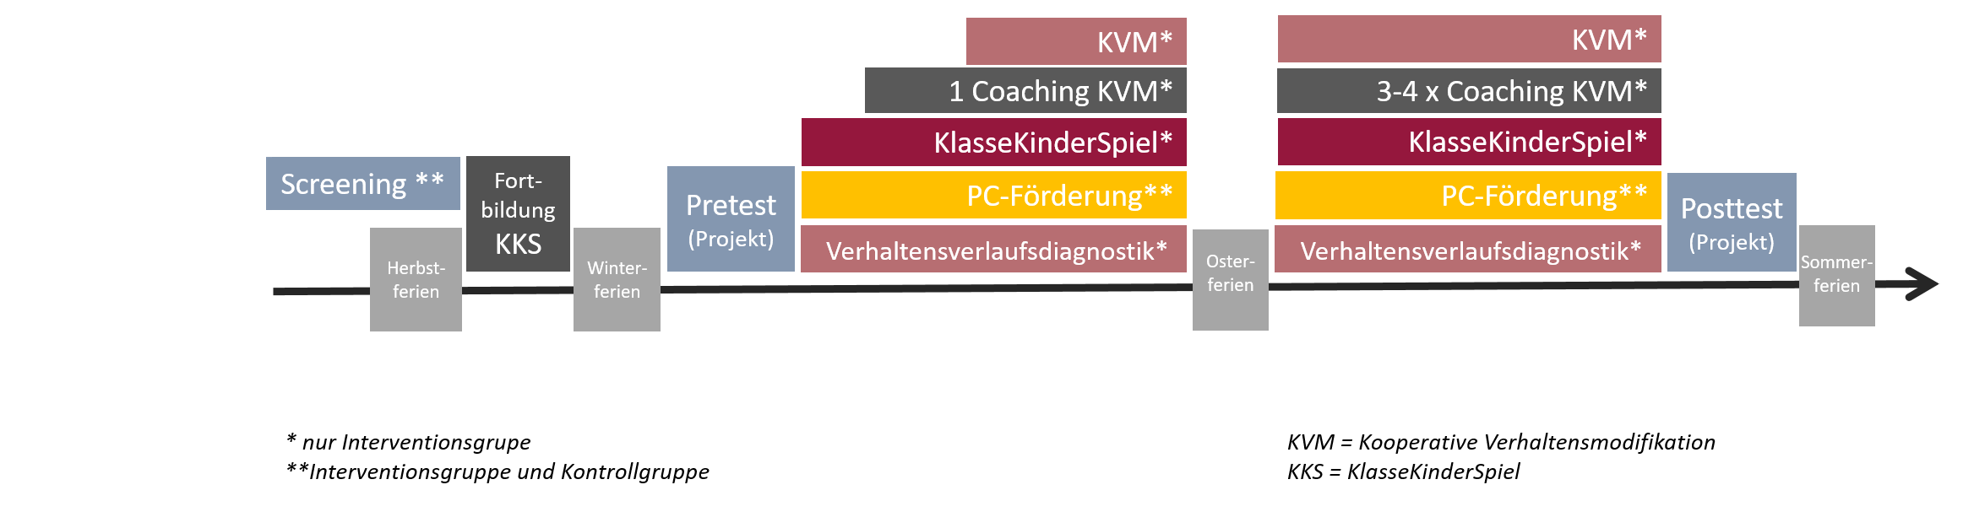 KVM*
1 Coaching KVM*
KlasseKinderSpiel*
PC-Förderung**
Verhaltensverlaufsdiagnostik*
KVM*
3-4 x Coaching KVM*
KlasseKinderSpiel*
PC-Förderung**
Verhaltensverlaufsdiagnostik*
Screening **
Fort-
bildung
KKS
Pretest
(Projekt)
Posttest
(Projekt)
Herbst-
ferien
Winter-
ferien
Oster-
ferien
Sommer-
ferien
* nur Interventionsgrupe
**Interventionsgruppe und Kontrollgruppe
KVM = Kooperative Verhaltensmodifikation
KKS = KlasseKinderSpiel